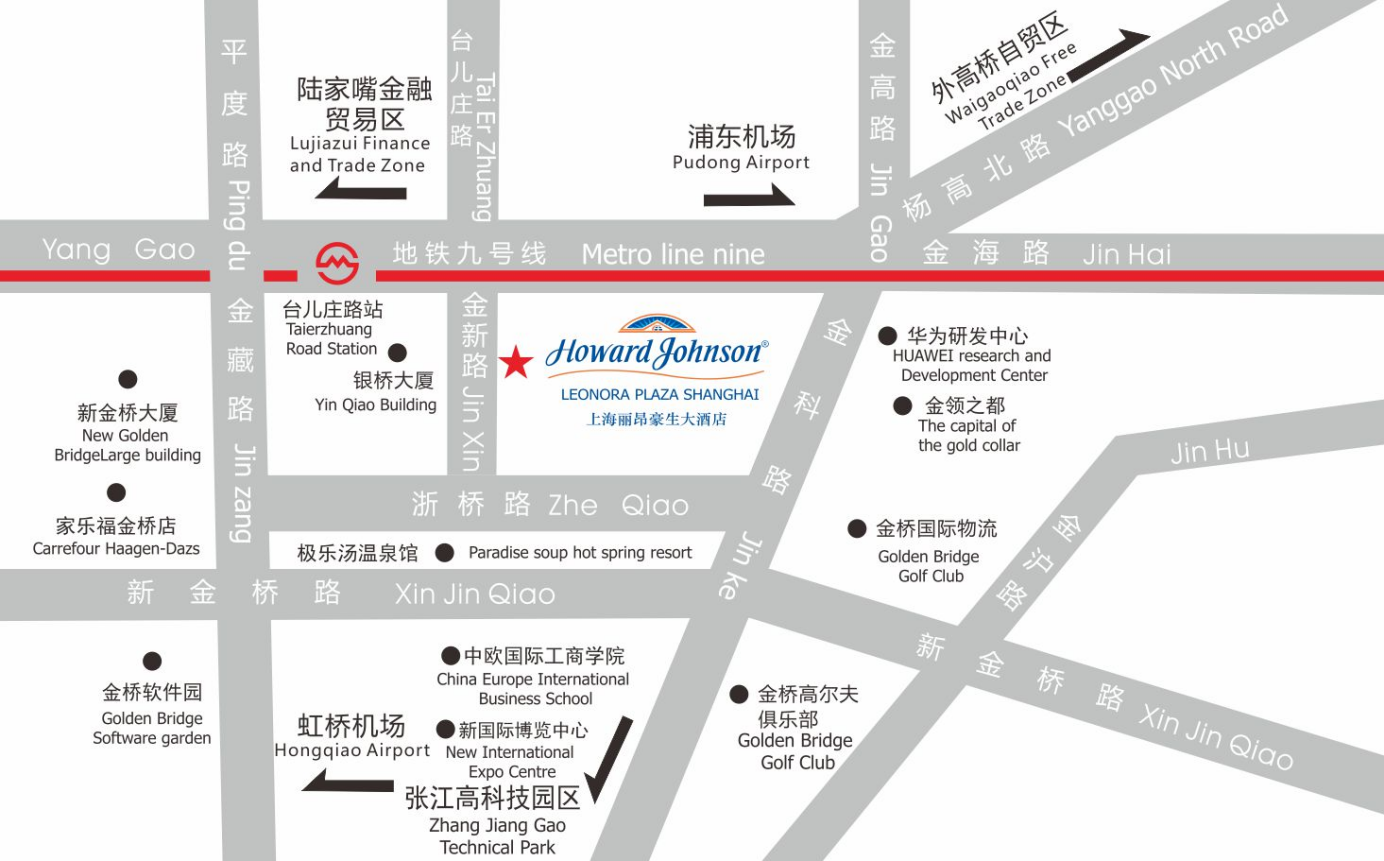 平度路 Ping du
陆家嘴金融
贸易区
Lujiazui Finance
and Trade Zone
台儿庄路
Tai Er Zhuang
浦东机场
Pudong Airport
金高路 Jin Gao
外高桥自贸区
Waigaoqiao Free
Trade Zone
杨高北路 Yanggao North Road
Yang Gao
地铁九号线 Metro line nine
金海路 Jin Hai
台儿庄路站
Taierzhuang
Road Station
银桥大厦
Yin Qiao Building
金新路 Jin Xin
Howard Johnson®
LEONORA PLAZA SHANGHAI
上海丽昂豪生大酒店
金科路 Jin ke
华为研发中心
HUAWEI research and
Development Center
金领之都
The capital of
the gold collar
新金桥大厦
New Golden
BridgeLarge building
金藏路 Jin zang
家乐福金桥店
Carrefour Haagen-Dazs
浙桥路 Zhe Qiao
极乐汤温泉馆
Paradise soup hot spring resort
金桥国际物流
Golden Bridge
Golf Club
Jin Hu
金沪路
新金桥路 Xin Jin Qiao
新金桥路 Xin Jin Qiao
金桥软件园
Golden Bridge
Software garden
中欧国际工商学院
China Europe International
Business School
虹桥机场
Hongqiao Airport
新国际博览中心
New International
Expo Centre
张江高科技园区
Zhang Jiang Gao
Technical Park
金桥高尔夫
俱乐部
Golden Bridge
Golf Club